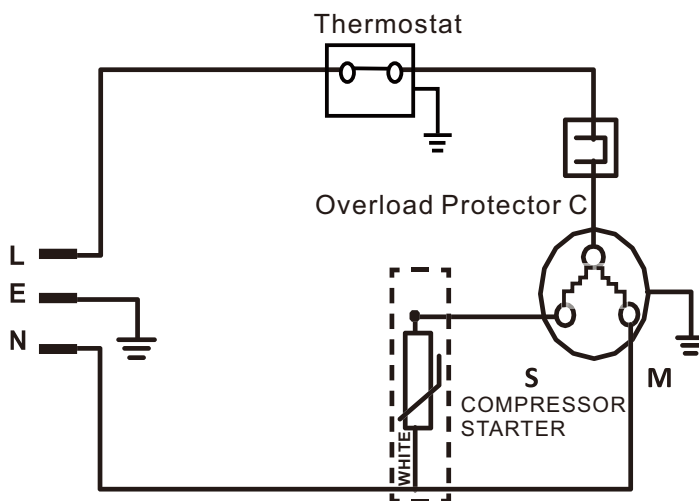 Thermostat
Overload Protector C
L
E
N
S
M
COMPRESSOR
STARTER
WHITE